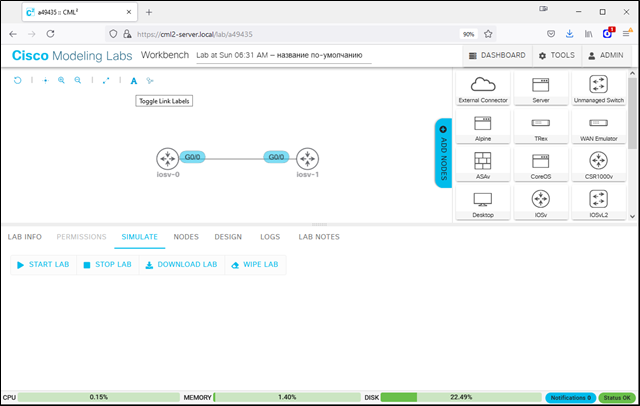 a49435 :: CML²
https://cml2-server.local/lab/a49435
90%
Cisco Modeling Labs
Workbench
Lab at Sun 06:31 AM — название по-умолчанию
DASHBOARD
TOOLS
ADMIN
Toggle Link Labels
G0/0
G0/0
iosv-0
iosv-1
ADD NODES
External Connector
Server
Unmanaged Switch
Alpine
TRex
WAN Emulator
ASAv
CoreOS
CSR1000v
Desktop
IOSv
IOSvL2
LAB INFO
PERMISSIONS
SIMULATE
NODES
DESIGN
LOGS
LAB NOTES
START LAB
STOP LAB
DOWNLOAD LAB
WIPE LAB
CPU
0.15%
MEMORY
1.40%
DISK
22.49%
Notifications 0
Status OK